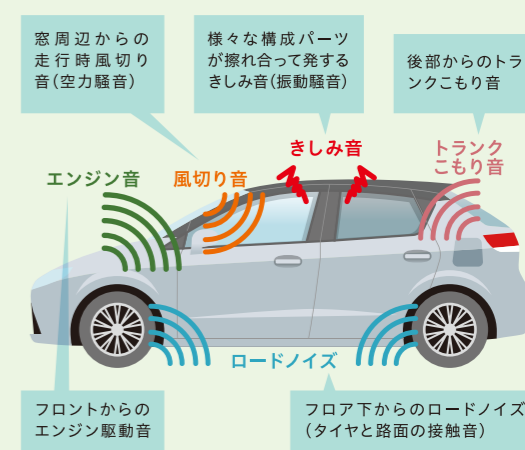 窓周辺からの
走行時風切り
音(空力騒音)
様々な構成パーツ
が擦れ合って発する
きしみ音(振動騒音)
後部からのトラ
ンクこもり音
きしみ音
トランク
こもり音
エンジン音
風切り音
ロードノイズ
フロントからの
エンジン駆動音
フロア下からのロードノイズ
(タイヤと路面の接触音)